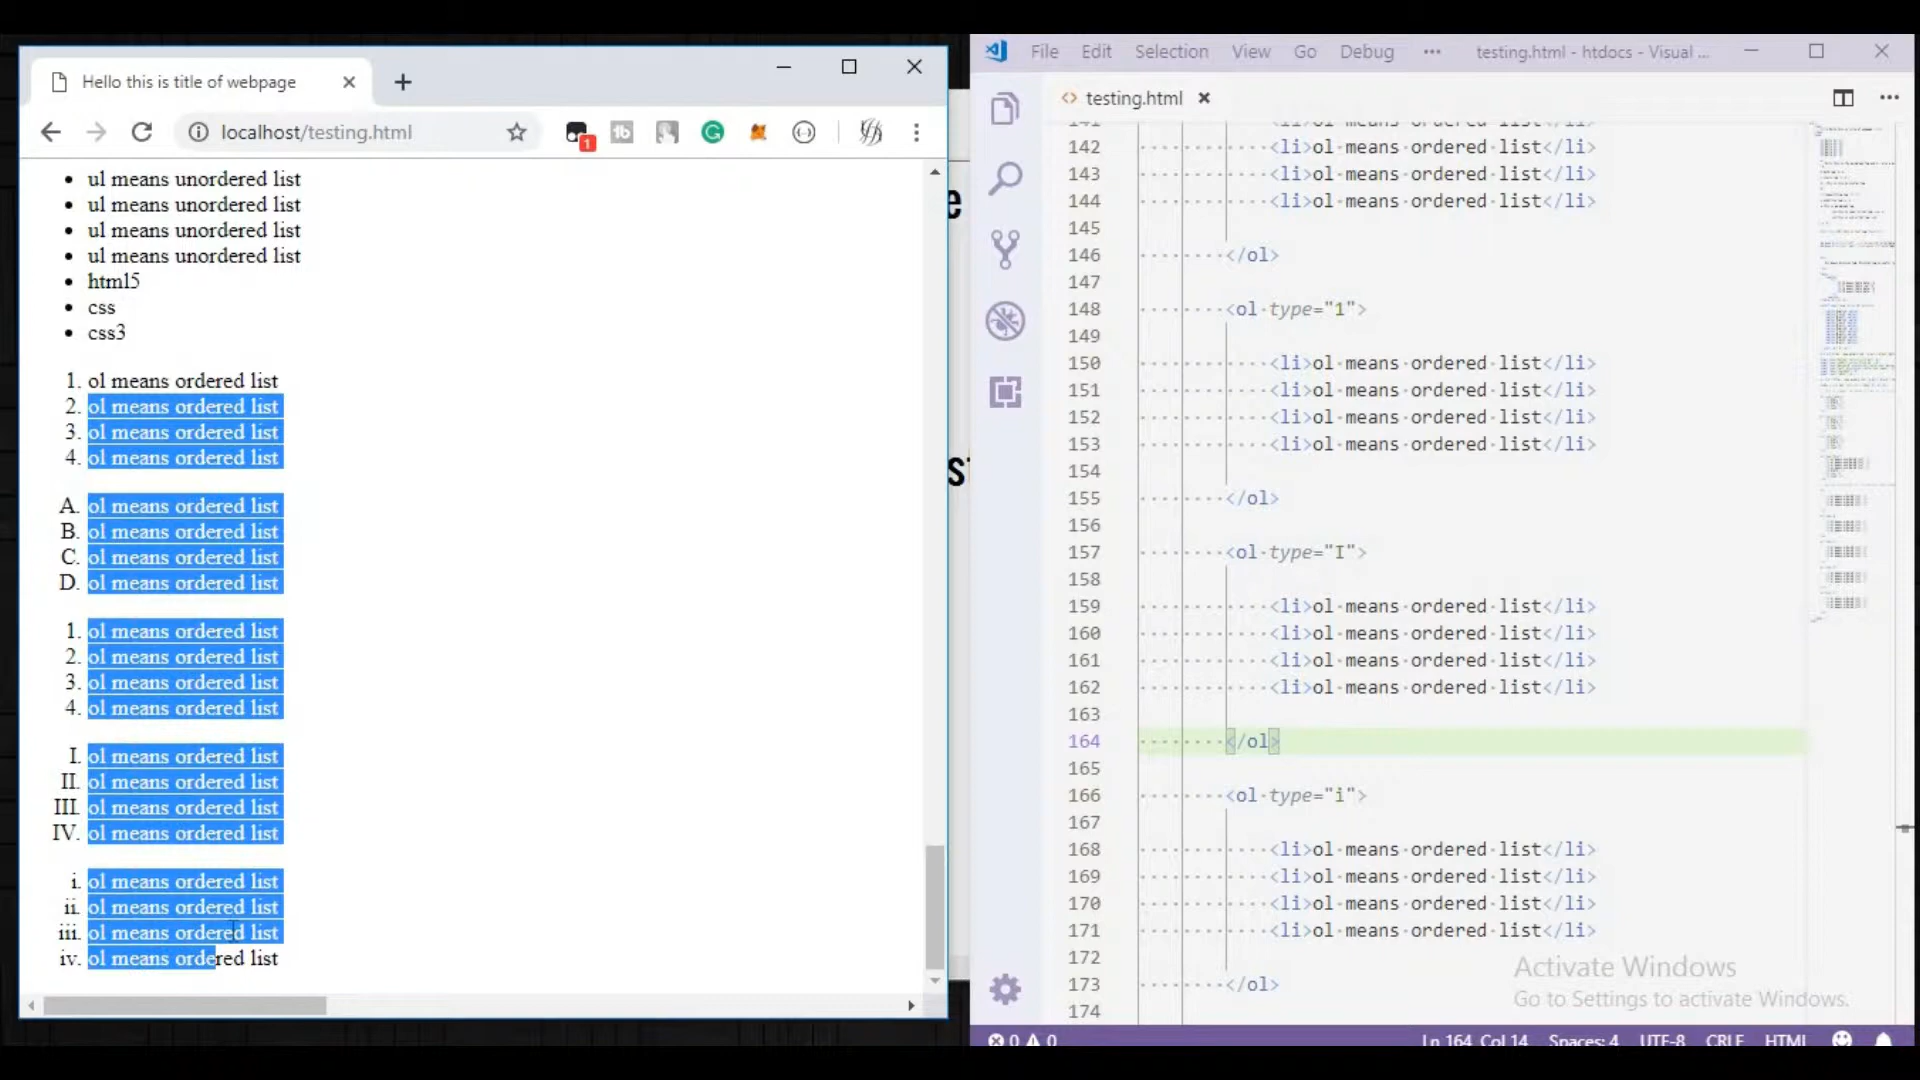 Hello this is title of webpage
localhost/testing.html
1
ul means unordered list
ul means unordered list
ul means unordered list
ul means unordered list
html5
css
css3
1. ol means ordered list
2. ol means ordered list
3. ol means ordered list
4. ol means ordered list
A. ol means ordered list
B. ol means ordered list
C. ol means ordered list
D. ol means ordered list
1. ol means ordered list
2. ol means ordered list
3. ol means ordered list
4. ol means ordered list
I. ol means ordered list
II. ol means ordered list
III. ol means ordered list
IV. ol means ordered list
i. ol means ordered list
ii. ol means ordered list
iii. ol means ordered list
iv. ol means ordered list
File Edit Selection View Go Debug ··· testing.html - htdocs - Visual ...
<> testing.html
141 <li>ol means ordered list</li>
142 <li>ol means ordered list</li>
143 <li>ol means ordered list</li>
144 <li>ol means ordered list</li>
145
146 </ol>
147
148 <ol type="1">
149
150 <li>ol means ordered list</li>
151 <li>ol means ordered list</li>
152 <li>ol means ordered list</li>
153 <li>ol means ordered list</li>
154
155 </ol>
156
157 <ol type="I">
158
159 <li>ol means ordered list</li>
160 <li>ol means ordered list</li>
161 <li>ol means ordered list</li>
162 <li>ol means ordered list</li>
163
164 </ol>
165
166 <ol type="i">
167
168 <li>ol means ordered list</li>
169 <li>ol means ordered list</li>
170 <li>ol means ordered list</li>
171 <li>ol means ordered list</li>
172
173 </ol>
174
Activate Windows
Go to Settings to activate Windows.
0 0 Ln 164, Col 14 Spaces: 4 UTF-8 CRLF HTML